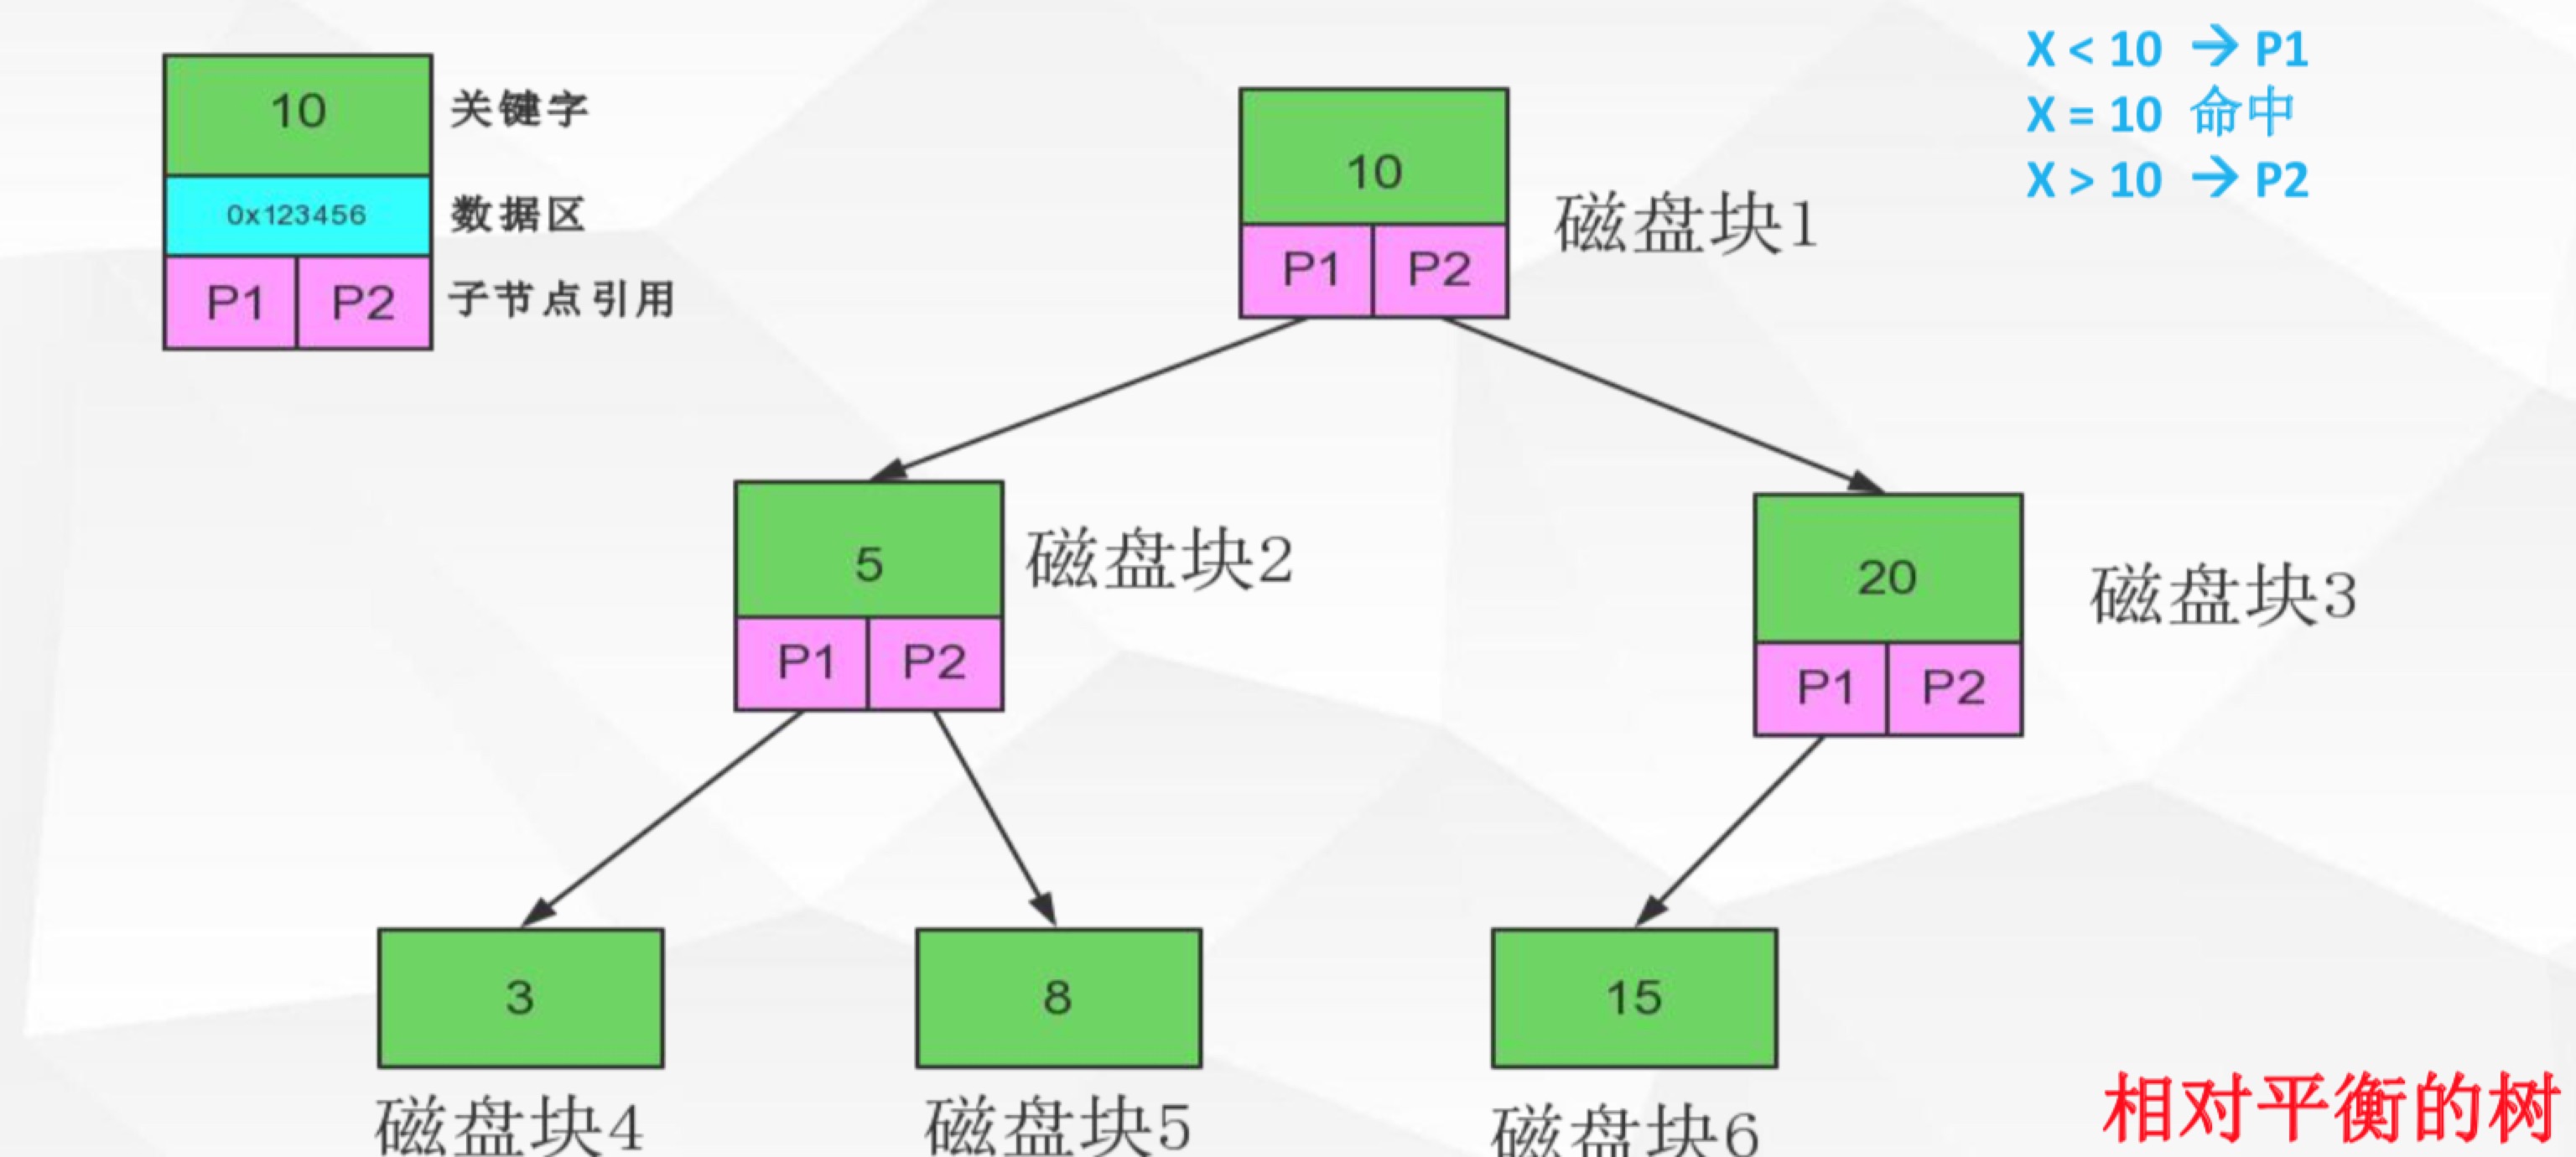 10 关键字
0x123456 数据区
P1 P2 子节点引用
X < 10 → P1
X = 10 命中
X > 10 → P2
10
P1 P2
磁盘块1
5
P1 P2
磁盘块2
20
P1 P2
磁盘块3
3
磁盘块4
8
磁盘块5
15
磁盘块6
相对平衡的树